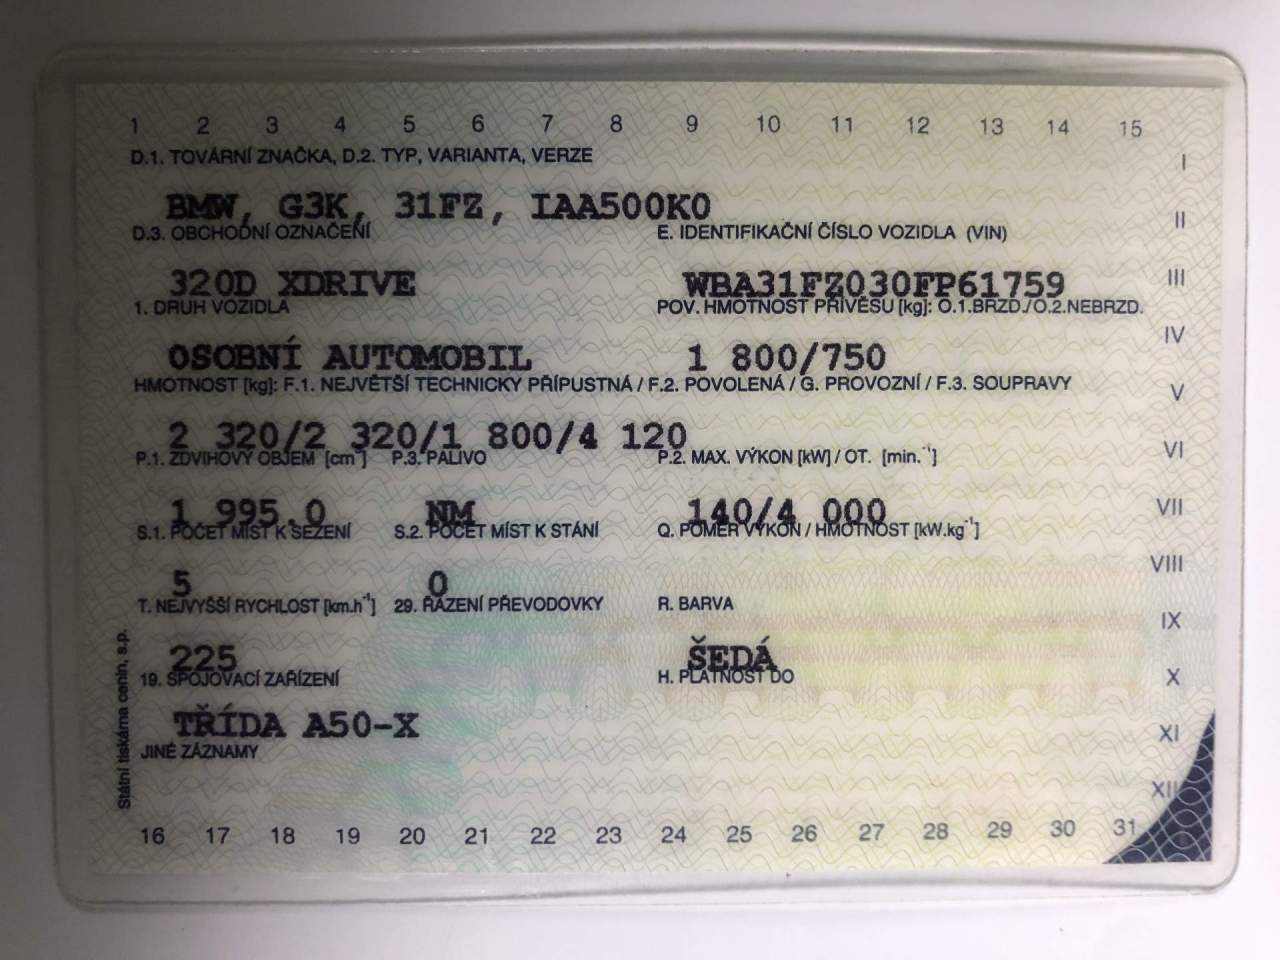 1 2 3 4 5 6 7 8 9 10 11 12 13 14 15
D.1. TOVÁRNÍ ZNAČKA, D.2. TYP, VARIANTA, VERZE
I
BMW, G3K, 31FZ, IAA500K0
II
D.3. OBCHODNÍ OZNAČENÍ E. IDENTIFIKAČNÍ ČÍSLO VOZIDLA (VIN)
320D XDRIVE WBA31FZ030FP61759
III
1. DRUH VOZIDLA POV. HMOTNOST PŘÍVĚSU [kg]: O.1.BRZD./O.2.NEBRZD.
IV
OSOBNÍ AUTOMOBIL 1 800/750
HMOTNOST [kg]: F.1. NEJVĚTŠÍ TECHNICKY PŘÍPUSTNÁ / F.2. POVOLENÁ / G. PROVOZNÍ / F.3. SOUPRAVY
V
2 320/2 320/1 800/4 120
VI
P.1. ZDVIHOVÝ OBJEM [cm³] P.3. PALIVO P.2. MAX. VÝKON [kW] / OT. [min.⁻¹]
1 995,0 NM 140/4 000
VII
S.1. POČET MÍST K SEZENÍ S.2. POČET MÍST K STÁNÍ Q. POMĚR VÝKON / HMOTNOST [kW.kg⁻¹]
VIII
5 0
T. NEJVYŠŠÍ RYCHLOST [km.h⁻¹] 29. ŘAZENÍ PŘEVODOVKY R. BARVA
IX
225 ŠEDÁ
19. SPOJOVACÍ ZAŘÍZENÍ H. PLATNOST DO
X
TŘÍDA A50-X
XI
JINÉ ZÁZNAMY
XII
Státní tiskárna cenin, s.p.
16 17 18 19 20 21 22 23 24 25 26 27 28 29 30 31